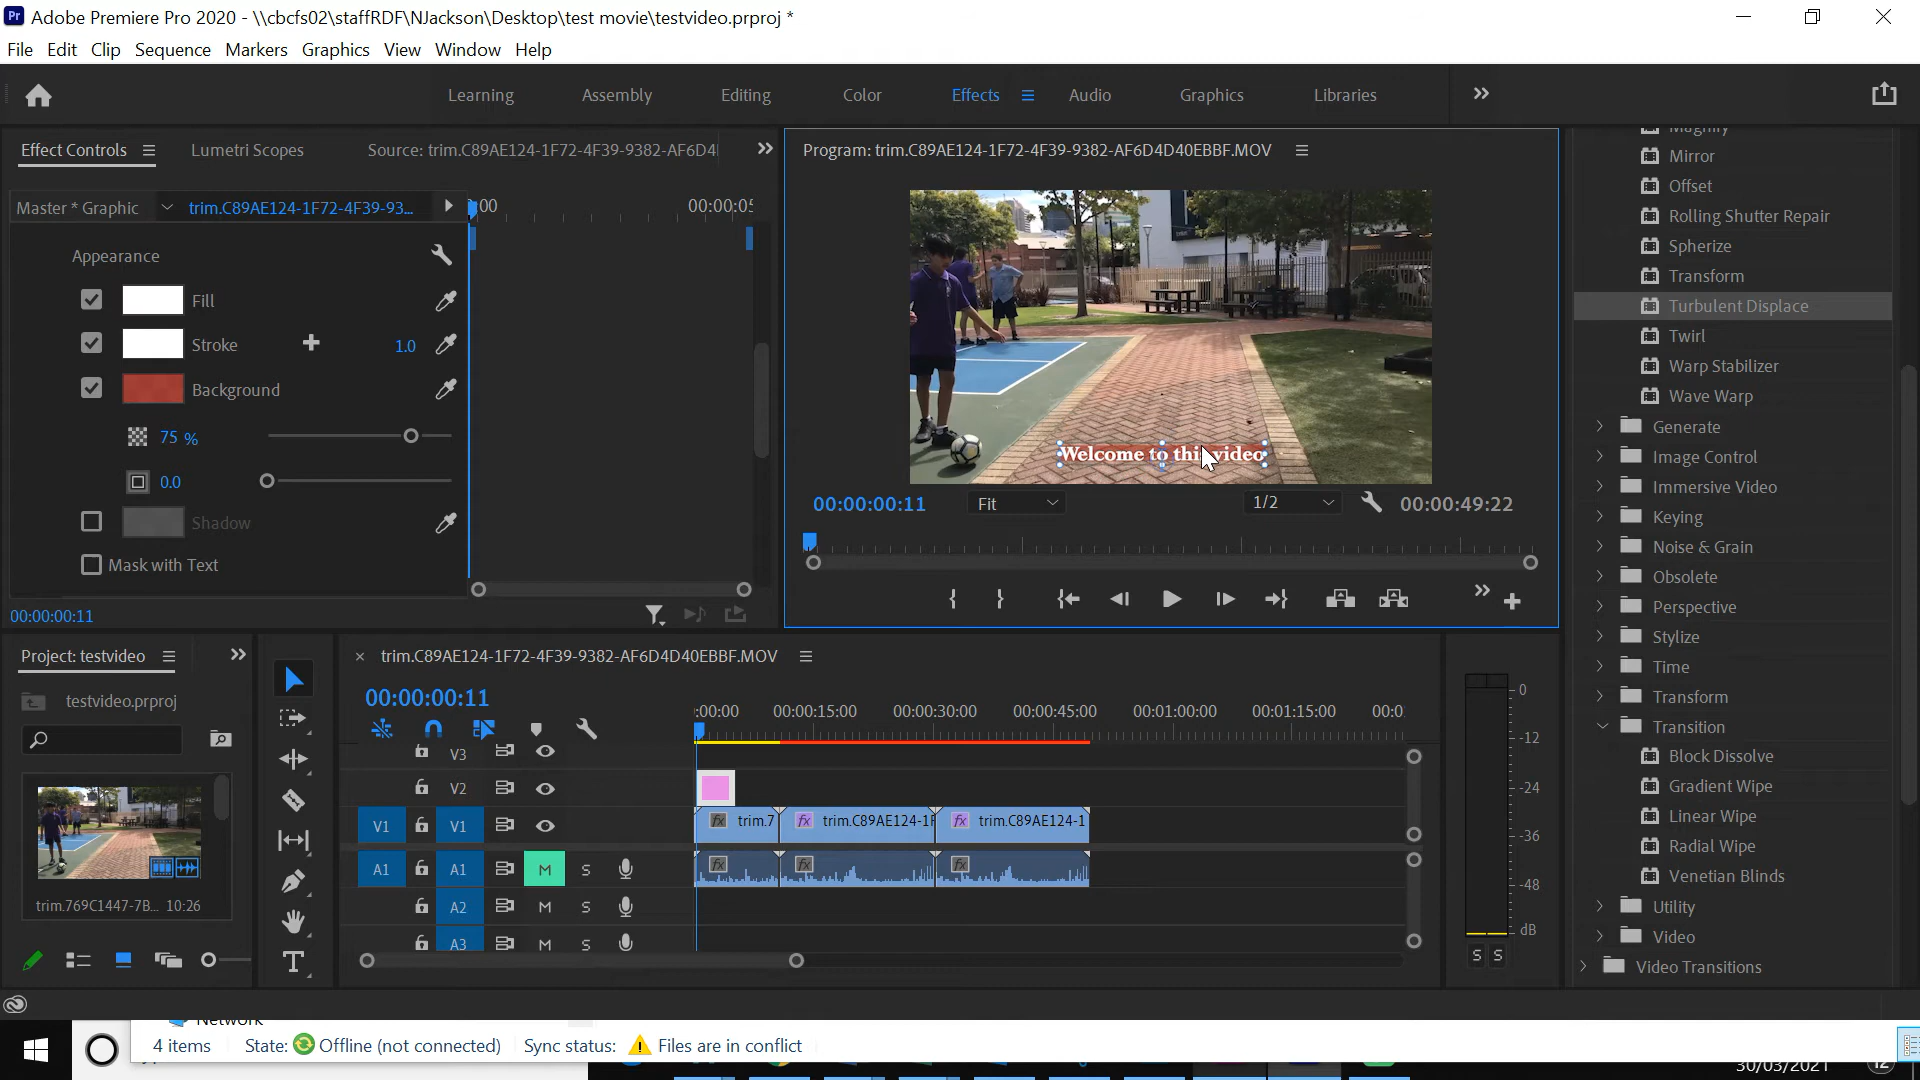 Pr Adobe Premiere Pro 2020 - \\cbcfs02\staffRDF\NJackson\Desktop\test movie\testvideo.prproj *
File Edit Clip Sequence Markers Graphics View Window Help
Learning Assembly Editing Color Effects Audio Graphics Libraries
Effect Controls Lumetri Scopes Source: trim.C89AE124-1F72-4F39-9382-AF6D4I
Program: trim.C89AE124-1F72-4F39-9382-AF6D4D40EBBF.MOV
Master * Graphic trim.C89AE124-1F72-4F39-93... :00 00:00:05
Appearance
Fill
Stroke 1.0
Background
75 %
0.0
Shadow
Mask with Text
00:00:00:11
Welcome to this video
00:00:00:11 Fit 1/2 00:00:49:22
Magnify
Mirror
Offset
Rolling Shutter Repair
Spherize
Transform
Turbulent Displace
Twirl
Warp Stabilizer
Wave Warp
Generate
Image Control
Immersive Video
Keying
Noise & Grain
Obsolete
Perspective
Stylize
Time
Transform
Transition
Block Dissolve
Gradient Wipe
Linear Wipe
Radial Wipe
Venetian Blinds
Utility
Video
Video Transitions
Project: testvideo
testvideo.prproj
trim.769C1447-7B... 10:26
× trim.C89AE124-1F72-4F39-9382-AF6D4D40EBBF.MOV
00:00:00:11
:00:00 00:00:15:00 00:00:30:00 00:00:45:00 00:01:00:00 00:01:15:00 00:0
V3
V2
V1 V1 fx trim.7 fx trim.C89AE124-1F fx trim.C89AE124-1
A1 A1 M S fx fx fx
A2 M S
A3 M S
0
-12
-24
-36
-48
dB
S S
Network
4 items State: Offline (not connected) Sync status: Files are in conflict
30/03/2021 12